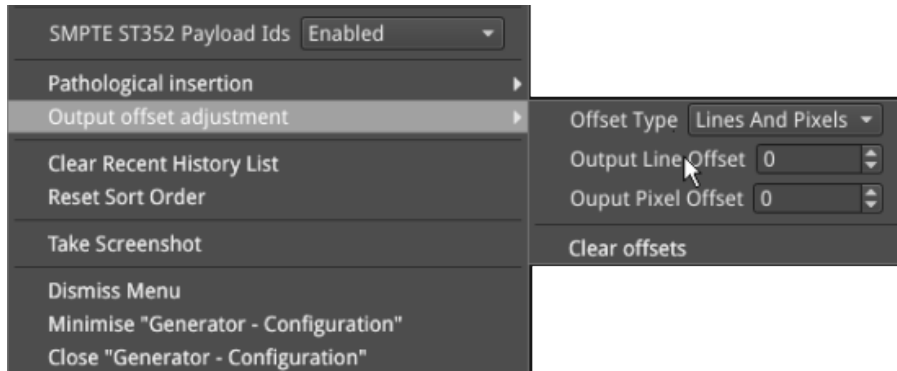 SMPTE ST352 Payload Ids Enabled
Pathological insertion
Output offset adjustment
Offset Type Lines And Pixels
Output Line Offset 0
Ouput Pixel Offset 0
Clear offsets
Clear Recent History List
Reset Sort Order
Take Screenshot
Dismiss Menu
Minimise "Generator - Configuration"
Close "Generator - Configuration"